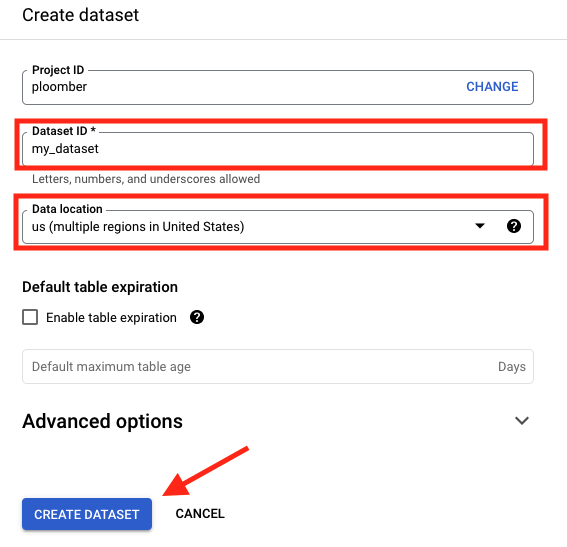 Create dataset
Project ID
ploomber
CHANGE
Dataset ID *
my_dataset
Letters, numbers, and underscores allowed
Data location
us (multiple regions in United States)
?
Default table expiration
Enable table expiration ?
Default maximum table age Days
Advanced options
CREATE DATASET CANCEL